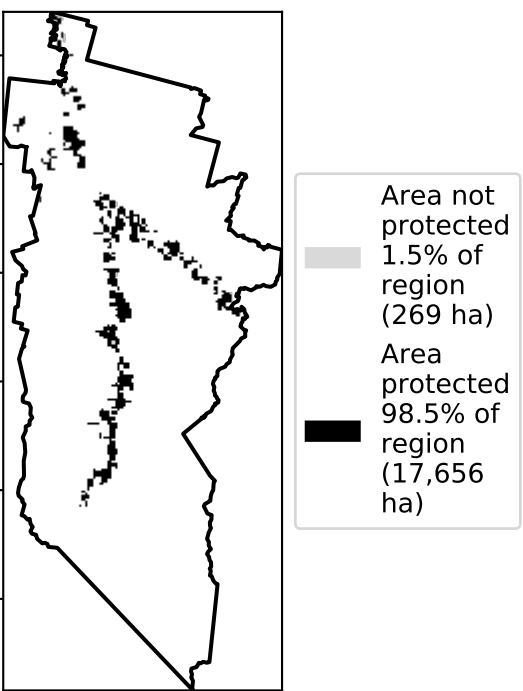 Area not
protected
1.5% of
region
(269 ha)
Area
protected
98.5% of
region
(17,656
ha)